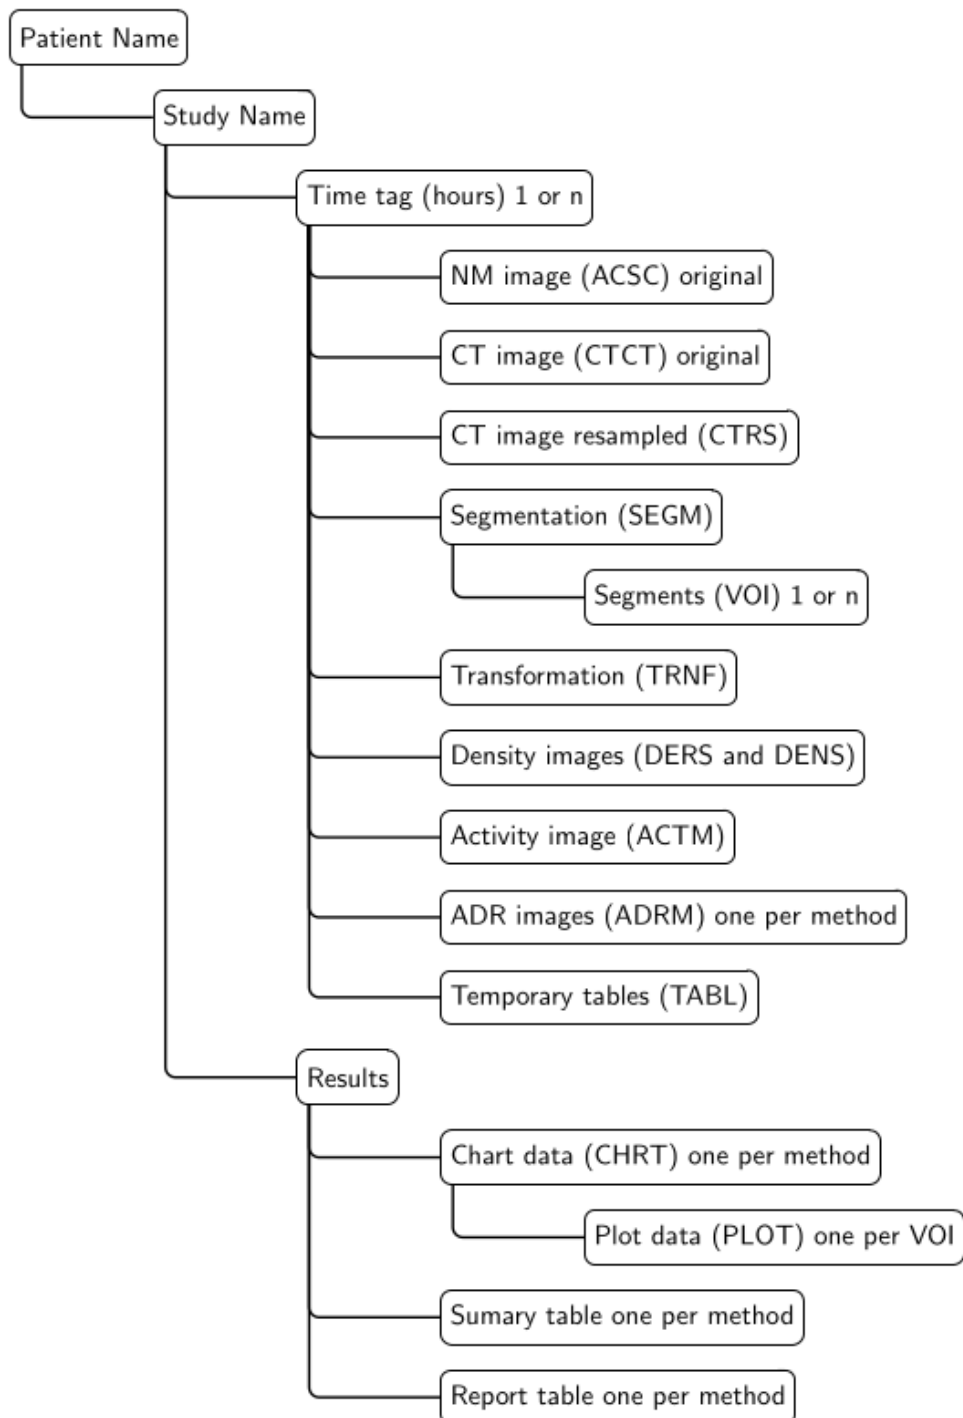 Patient Name
Study Name
Time tag (hours) 1 or n
NM image (ACSC) original
CT image (CTCT) original
CT image resampled (CTRS)
Segmentation (SEGM)
Segments (VOI) 1 or n
Transformation (TRNF)
Density images (DERS and DENS)
Activity image (ACTM)
ADR images (ADRM) one per method
Temporary tables (TABL)
Results
Chart data (CHRT) one per method
Plot data (PLOT) one per VOI
Sumary table one per method
Report table one per method